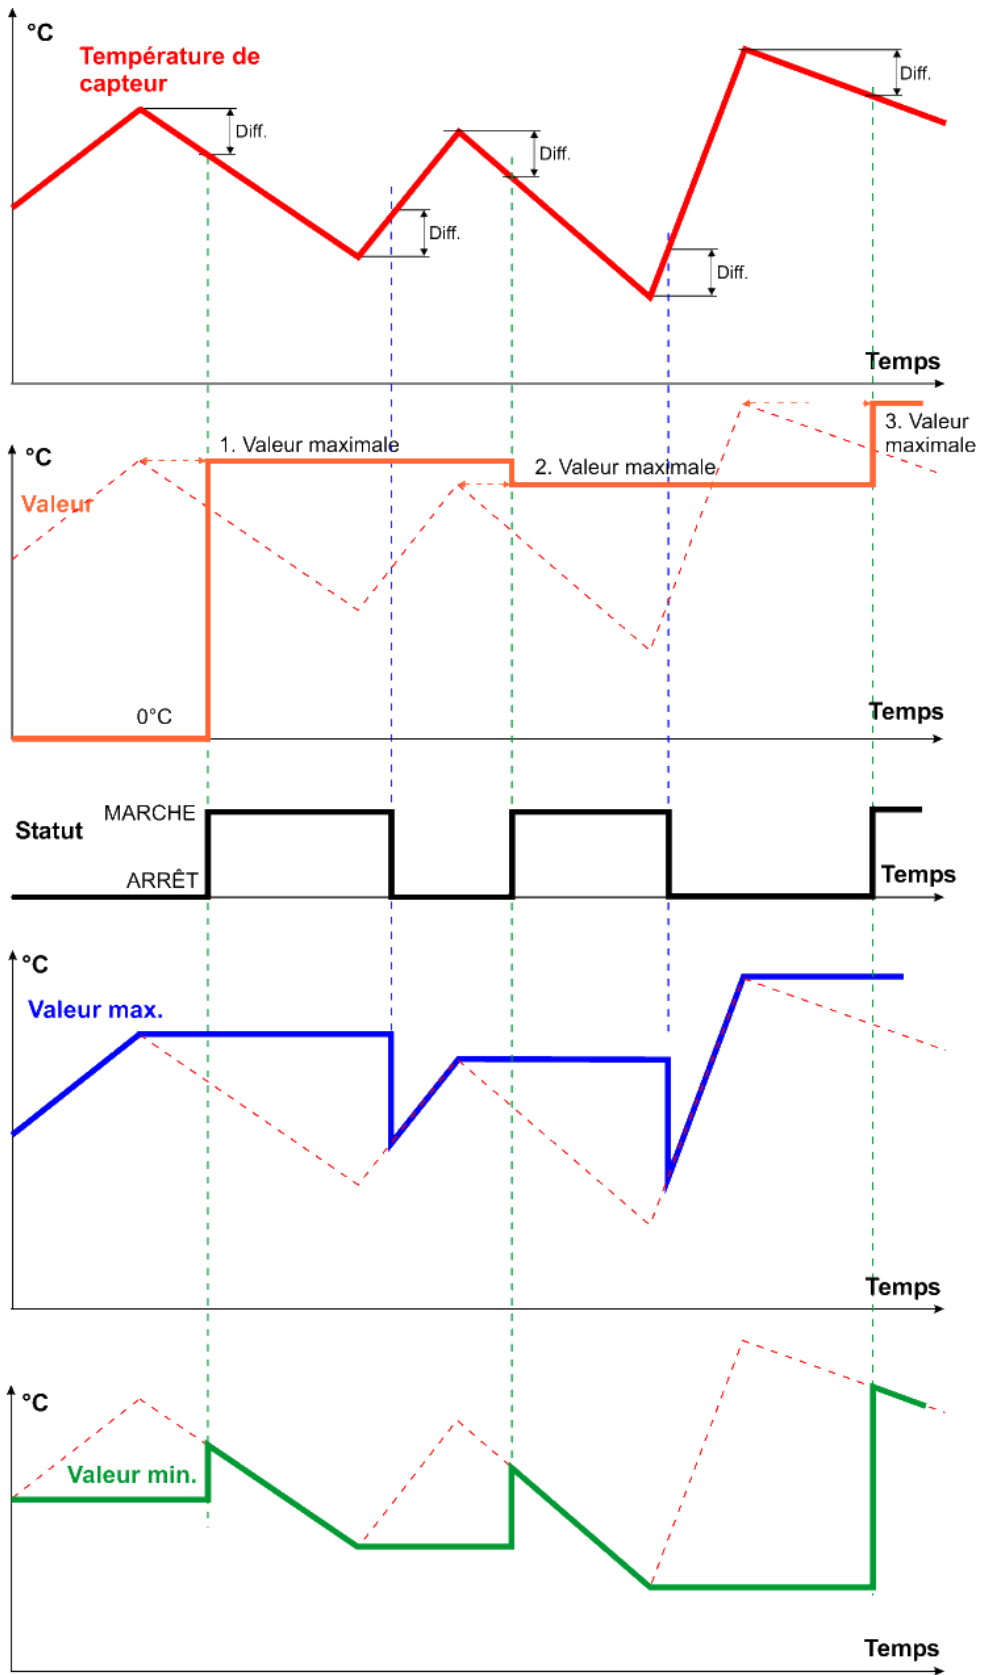 °C
Température de
capteur
Diff.
Diff.
Diff.
Diff.
Diff.
Temps
°C
Valeur
1. Valeur maximale
2. Valeur maximale
3. Valeur
maximale
0°C
Temps
Statut
MARCHE
ARRÊT
Temps
°C
Valeur max.
Temps
°C
Valeur min.
Temps